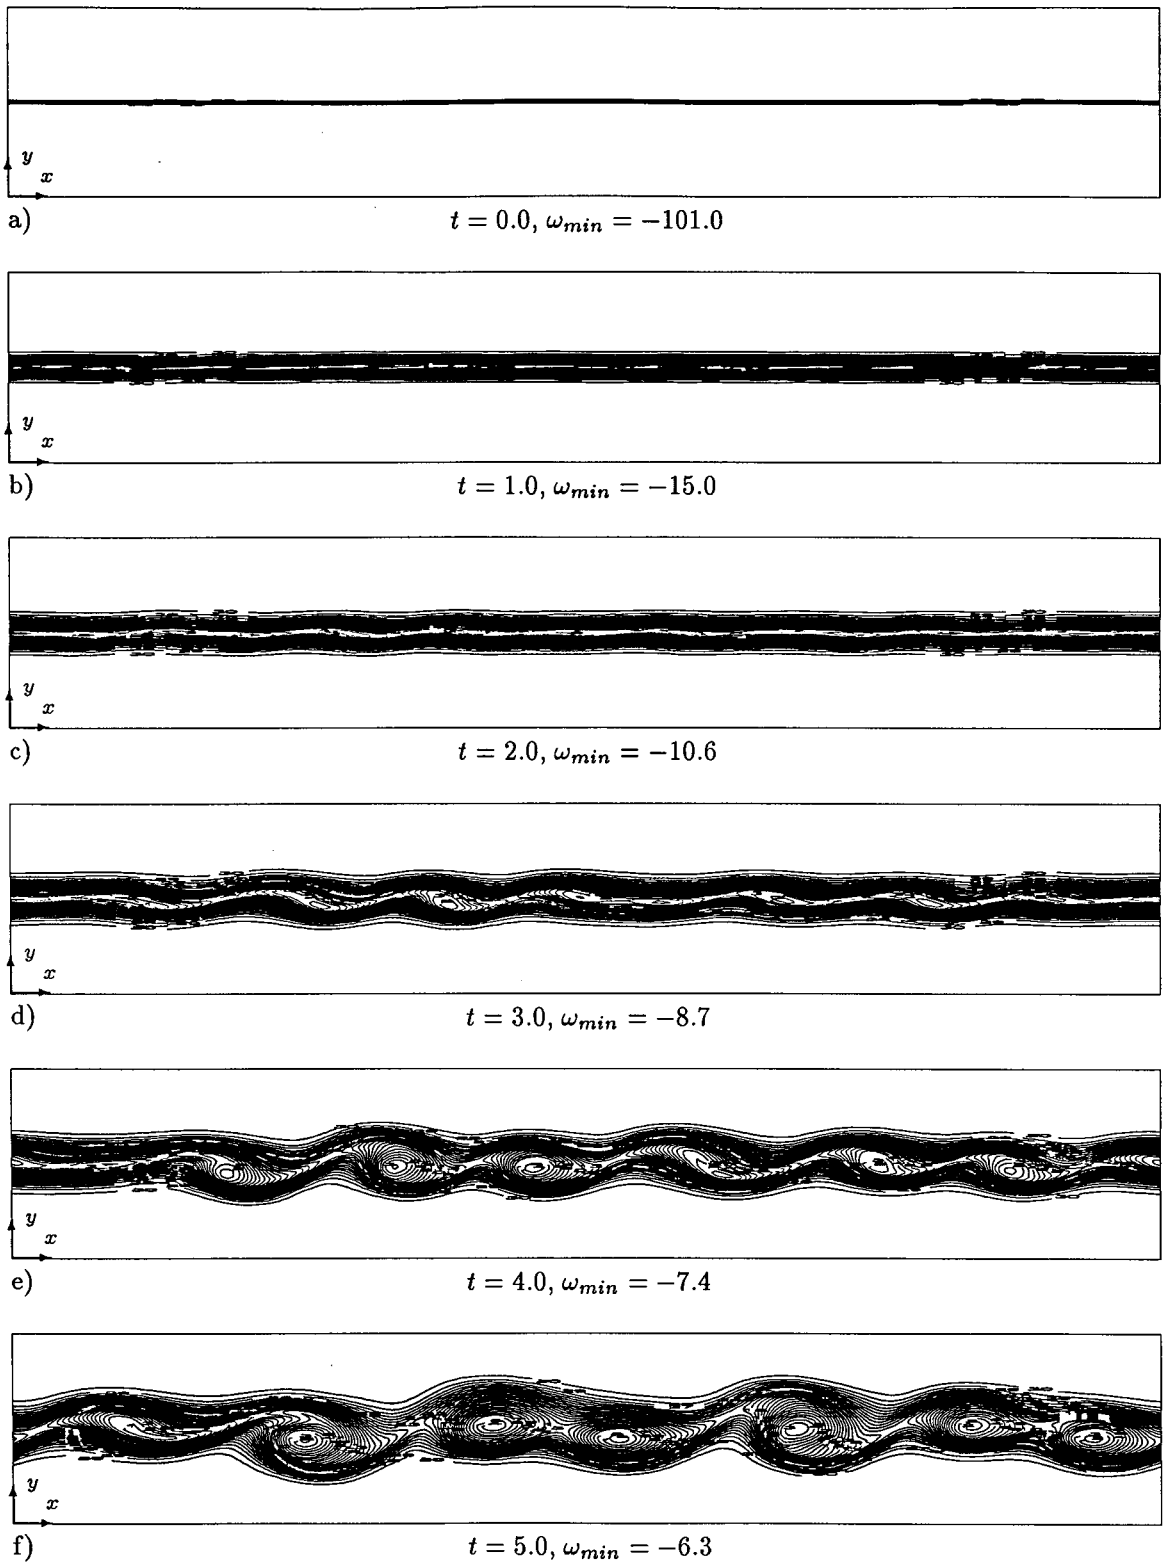 y
x
a)
t = 0.0, ω_min = −101.0
y
x
b)
t = 1.0, ω_min = −15.0
y
x
c)
t = 2.0, ω_min = −10.6
y
x
d)
t = 3.0, ω_min = −8.7
y
x
e)
t = 4.0, ω_min = −7.4
y
x
f)
t = 5.0, ω_min = −6.3